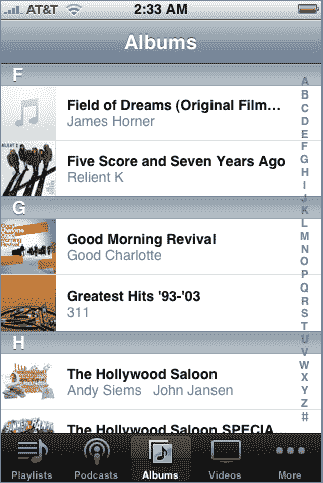 AT&T 2:33 AM
Albums
F
Field of Dreams (Original Film...
James Horner
Five Score and Seven Years Ago
Relient K
G
Good Morning Revival
Good Charlotte
Greatest Hits '93-'03
311
H
The Hollywood Saloon
Andy Siems John Jansen
The Hollywood Saloon SPECIA...
A
B
C
D
E
F
G
H
I
J
K
L
M
N
O
P
Q
R
S
T
U
V
W
X
Y
Z
#
Playlists Podcasts Albums Videos More